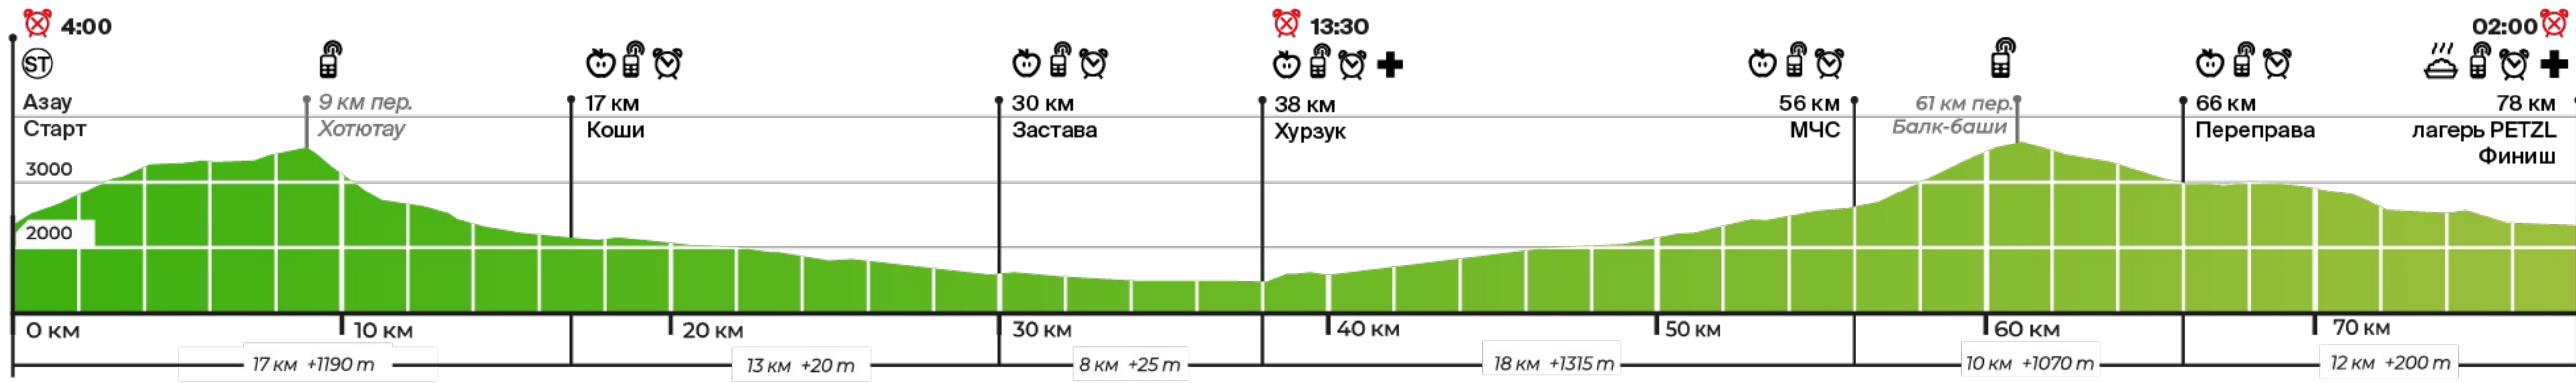 4:00
ST
Азау
Старт
9 км пер.
Хотютау
17 км
Коши
30 км
Застава
13:30
38 км
Хурзук
56 км
МЧС
61 км пер.
Балк-баши
66 км
Переправа
02:00
78 км
лагерь PETZL
Финиш
3000
2000
0 км
10 км
20 км
30 км
40 км
50 км
60 км
70 км
17 км +1190 m
13 км +20 m
8 км +25 m
18 км +1315 m
10 км +1070 m
12 км +200 m